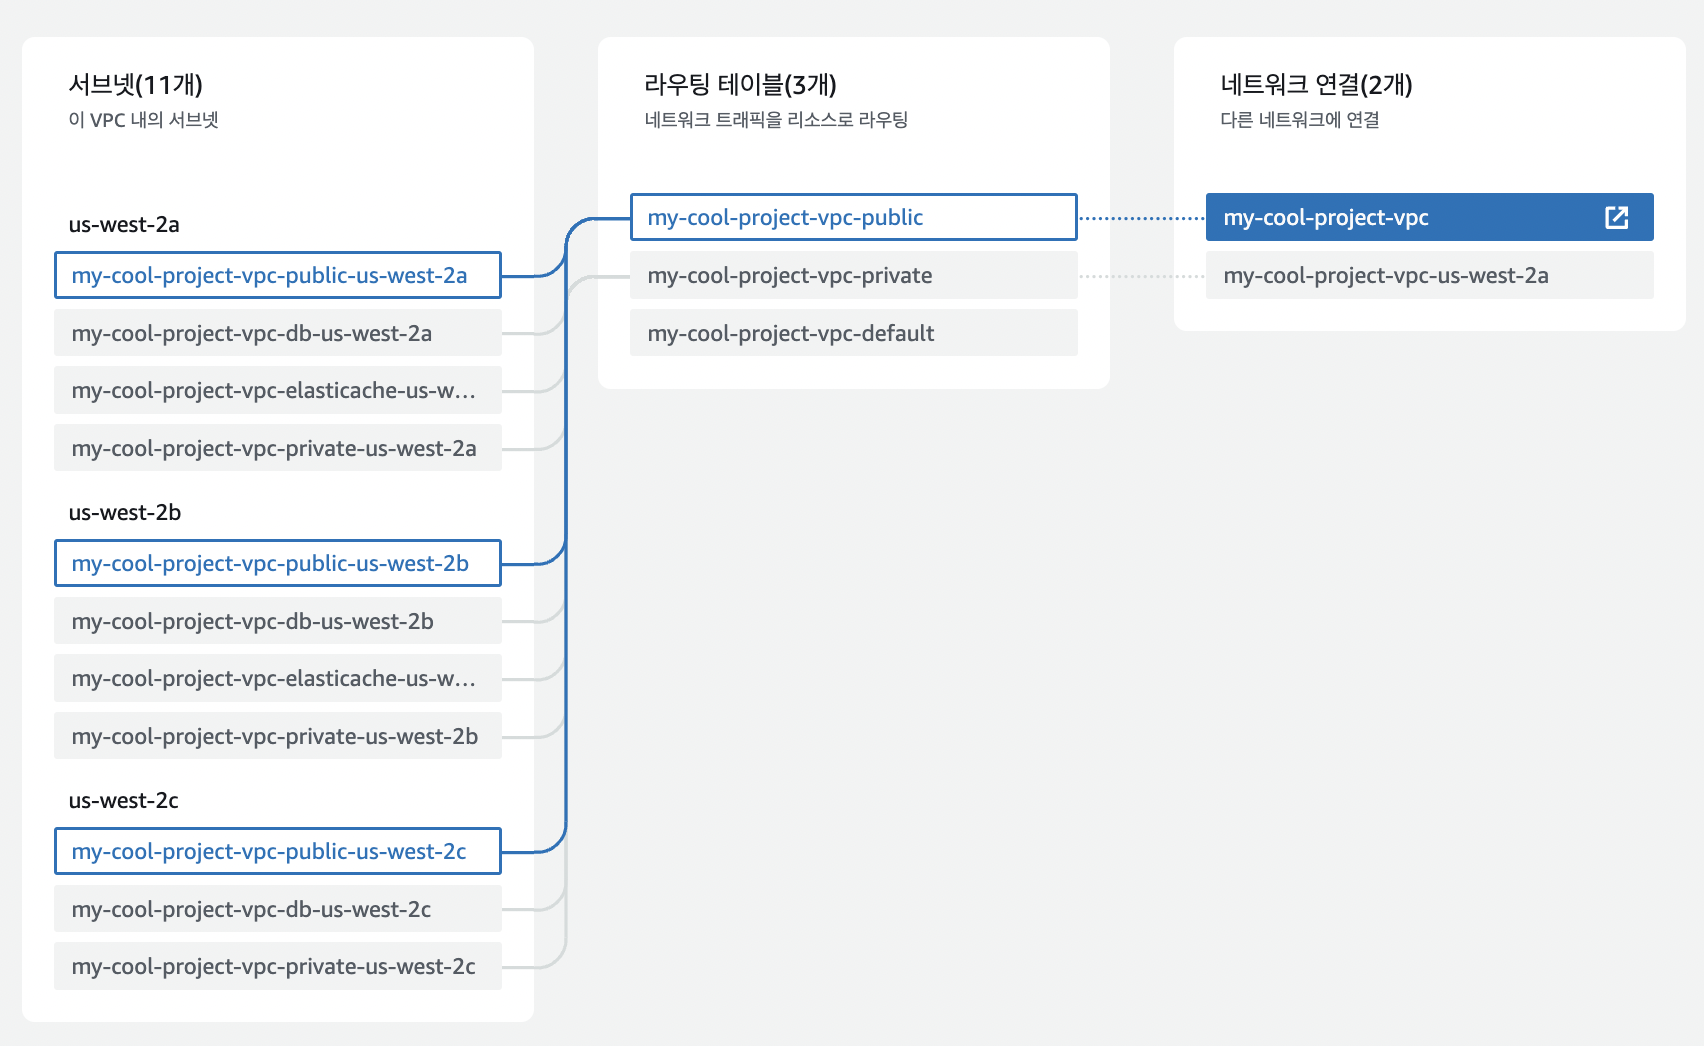 서브넷(11개)
이 VPC 내의 서브넷
us-west-2a
my-cool-project-vpc-public-us-west-2a
my-cool-project-vpc-db-us-west-2a
my-cool-project-vpc-elasticache-us-w...
my-cool-project-vpc-private-us-west-2a
us-west-2b
my-cool-project-vpc-public-us-west-2b
my-cool-project-vpc-db-us-west-2b
my-cool-project-vpc-elasticache-us-w...
my-cool-project-vpc-private-us-west-2b
us-west-2c
my-cool-project-vpc-public-us-west-2c
my-cool-project-vpc-db-us-west-2c
my-cool-project-vpc-private-us-west-2c
라우팅 테이블(3개)
네트워크 트래픽을 리소스로 라우팅
my-cool-project-vpc-public
my-cool-project-vpc-private
my-cool-project-vpc-default
네트워크 연결(2개)
다른 네트워크에 연결
my-cool-project-vpc
my-cool-project-vpc-us-west-2a